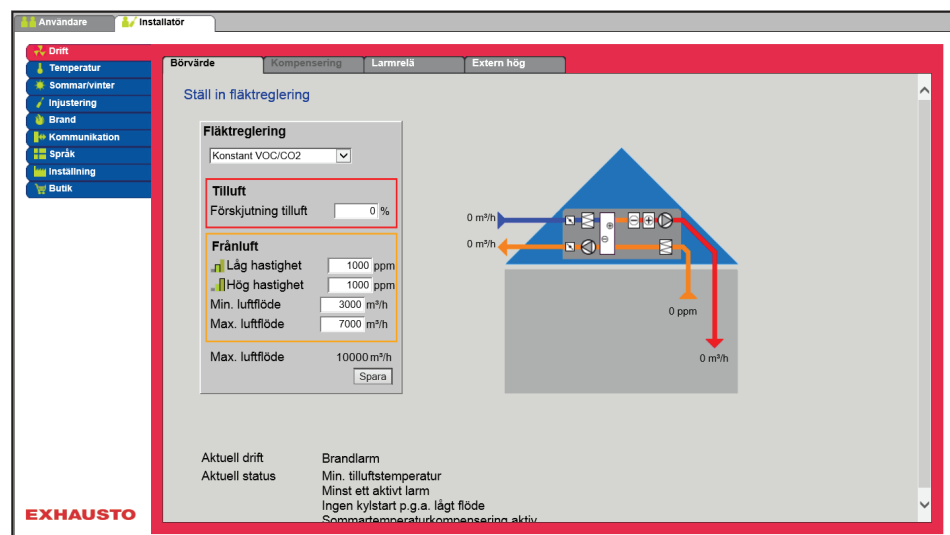 Användare Installatör
Drift
Temperatur
Sommar/vinter
Injustering
Brand
Kommunikation
Språk
Inställning
Butik
Börvärde Kompensering Larmrelä Extern hög
Ställ in fläktreglering
Fläktreglering
Konstant VOC/CO2
Tilluft
Förskjutning tilluft 0 %
Frånluft
Låg hastighet 1000 ppm
Hög hastighet 1000 ppm
Min. luftflöde 3000 m³/h
Max. luftflöde 7000 m³/h
Max. luftflöde 10000 m³/h
Spara
0 m³/h
0 m³/h
0 ppm
0 m³/h
Aktuell drift Brandlarm
Aktuell status Min. tilluftstemperatur
Minst ett aktivt larm
Ingen kylstart p.g.a. lågt flöde
Sommartemperaturkompensering aktiv
EXHAUSTO